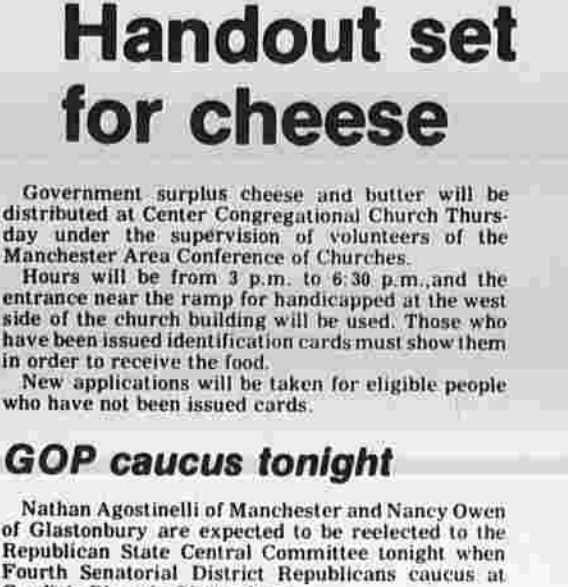 Handout set
for cheese
Government surplus cheese and butter will be
distributed at Center Congregational Church Thurs-
day under the supervision of volunteers of the
Manchester Area Conference of Churches.
Hours will be from 3 p.m. to 6:30 p.m.,and the
entrance near the ramp for handicapped at the west
side of the church building will be used. Those who
have been issued identification cards must show them
in order to receive the food.
New applications will be taken for eligible people
who have not been issued cards.
GOP caucus tonight
Nathan Agostinelli of Manchester and Nancy Owen
of Glastonbury are expected to be reelected to the
Republican State Central Committee tonight when
Fourth Senatorial District Republicans caucus at